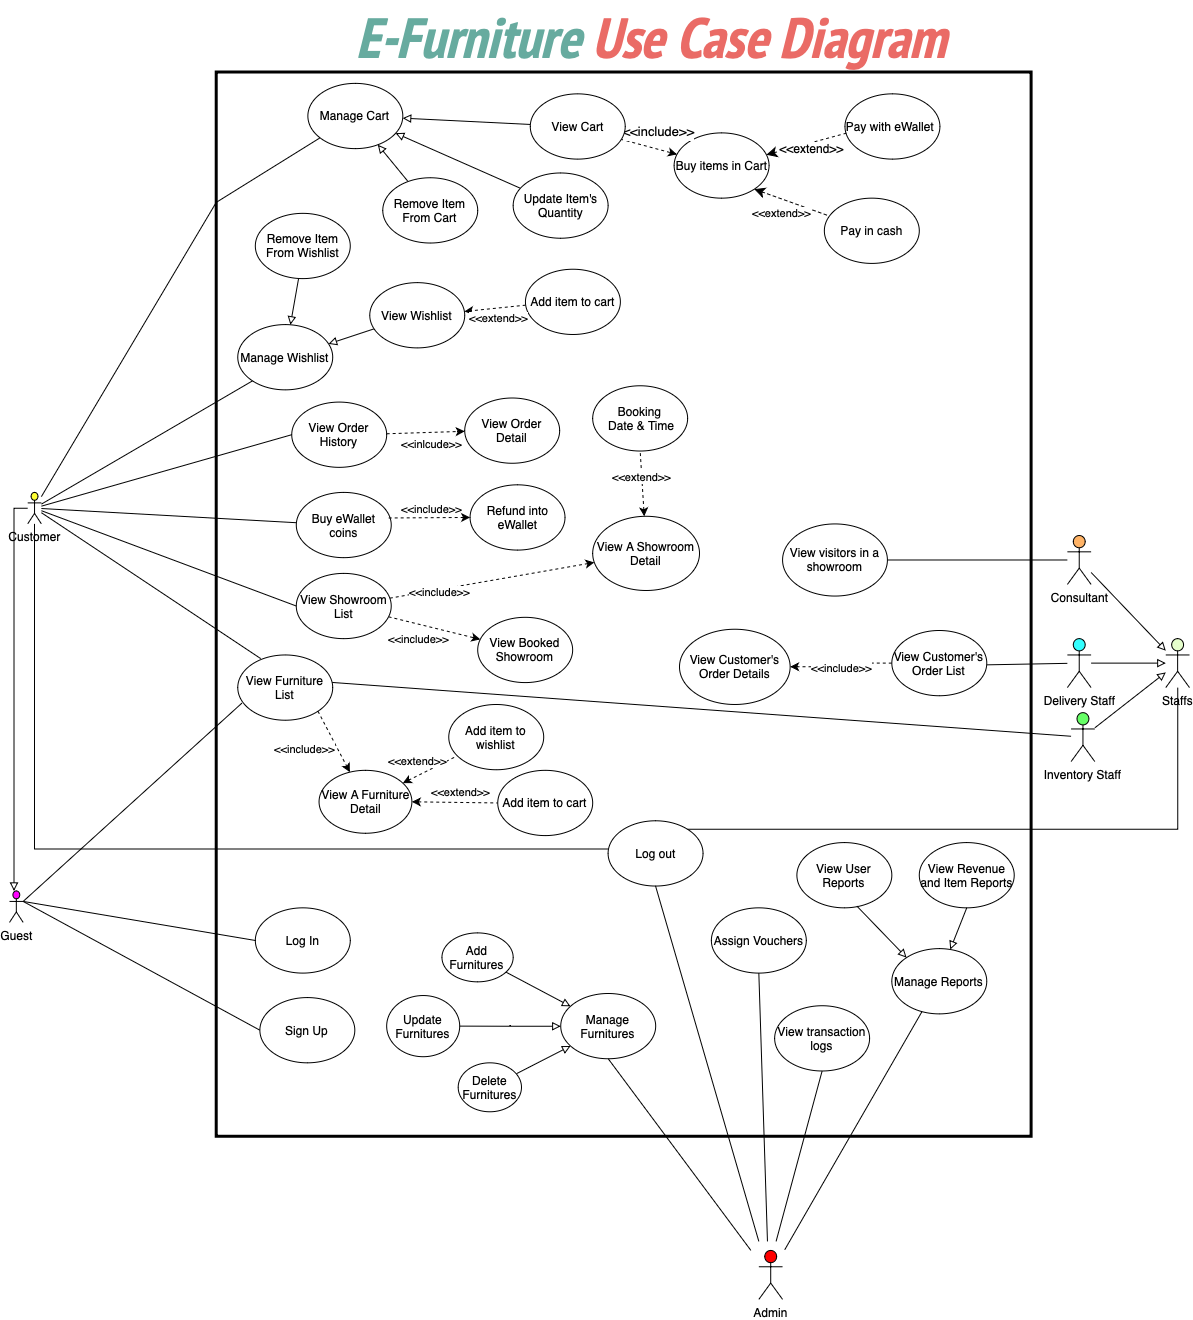 E-Furniture Use Case Diagram
Manage Cart
View Cart
<<include>>
Buy items in Cart
Pay with eWallet
<<extend>>
Remove Item
From Cart
Update Item's
Quantity
<<extend>>
Pay in cash
Remove Item
From Wishlist
View Wishlist
<<extend>>
Add item to cart
Manage Wishlist
View Order
History
<<inlcude>>
View Order
Detail
Booking
Date & Time
<<extend>>
Customer
Buy eWallet
coins
<<include>>
Refund into
eWallet
View A Showroom
Detail
View visitors in a
showroom
Consultant
View Showroom
List
<<include>>
<<include>>
View Booked
Showroom
View Customer's
Order Details
<<include>>
View Customer's
Order List
Delivery Staff
Staffs
View Furniture
List
Inventory Staff
<<include>>
Add item to
wishlist
<<extend>>
<<extend>>
View A Furniture
Detail
Add item to cart
Log out
View User
Reports
View Revenue
and Item Reports
Guest
Log In
Assign Vouchers
Manage Reports
Add
Furnitures
Update
Furnitures
Manage
Furnitures
Sign Up
View transaction
logs
Delete
Furnitures
Admin